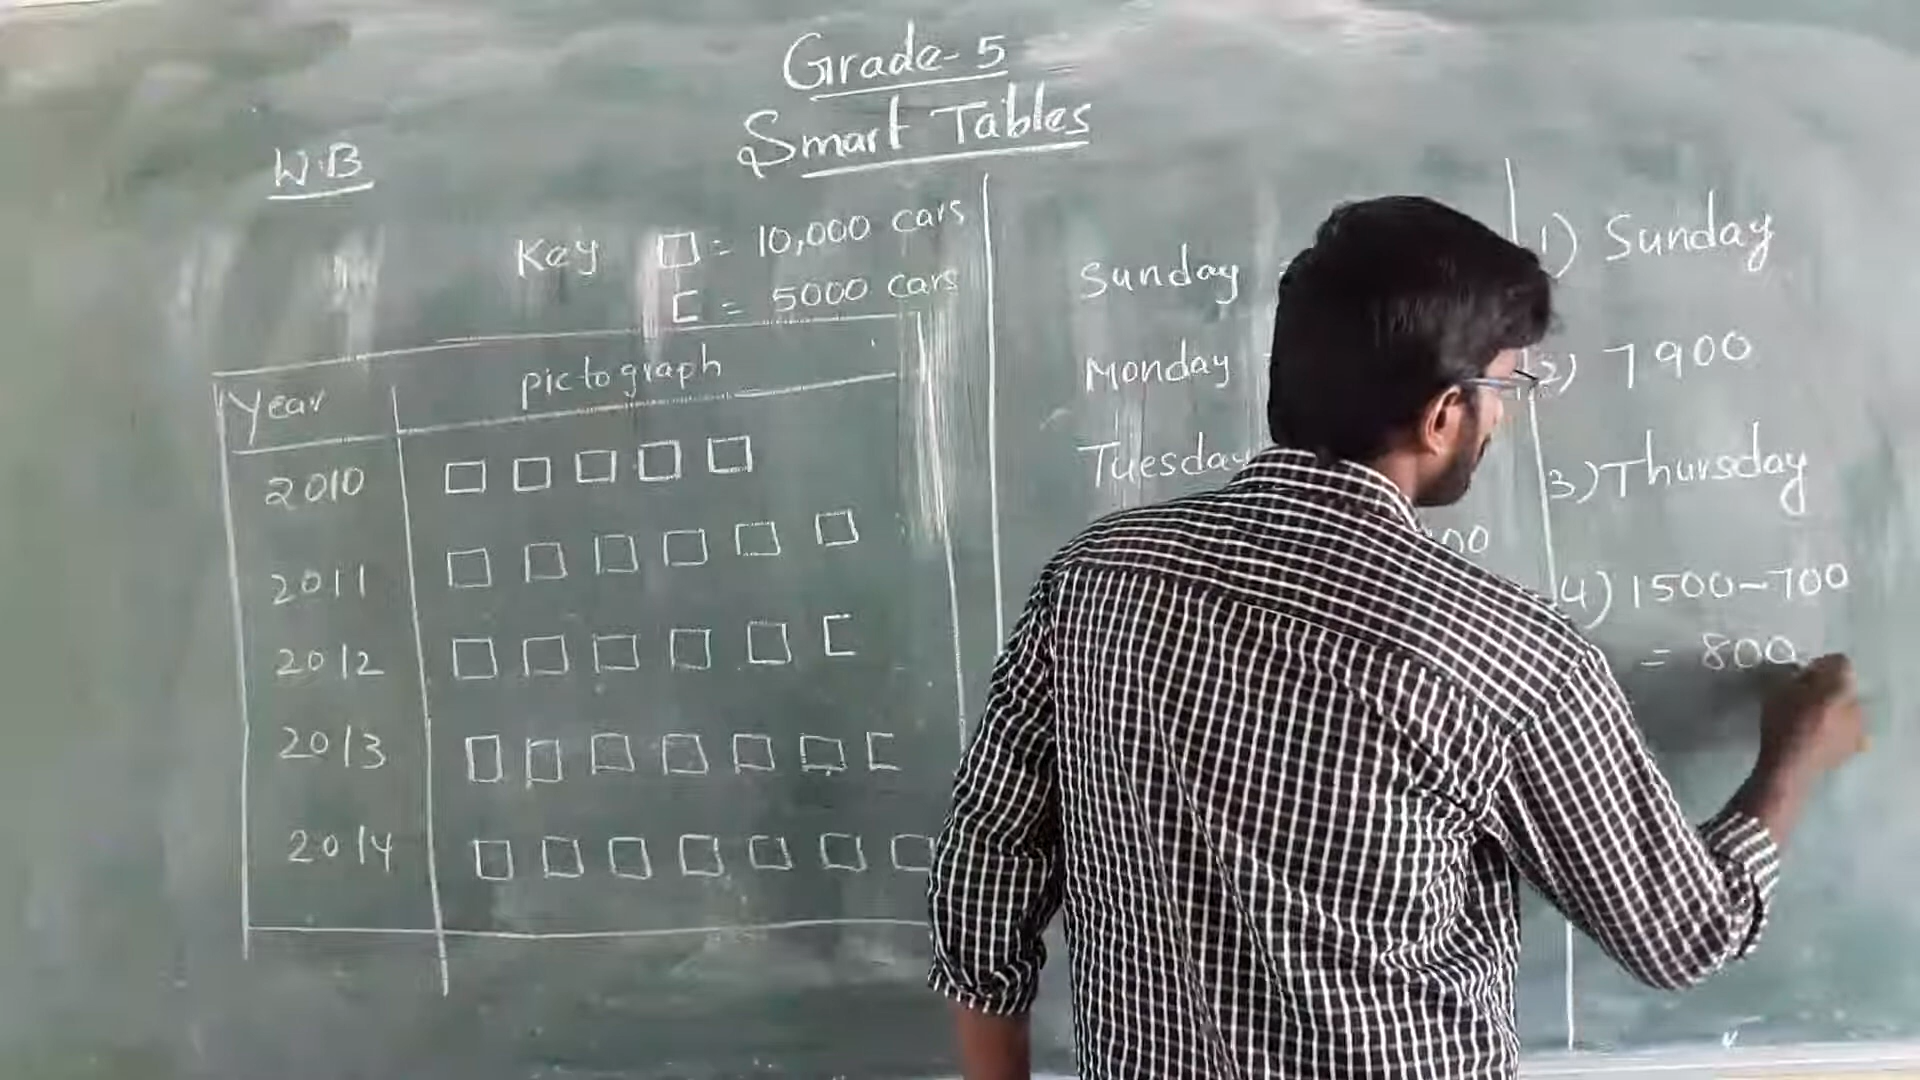 Grade-5
Smart Tables
W.B
Key □ = 10,000 cars
[ = 5000 cars
Year pictograph
2010 □ □ □ □ □
2011 □ □ □ □ □ □
2012 □ □ □ □ □ [
2013 □ □ □ □ □ □ [
2014 □ □ □ □ □ □ □
Sunday =
Monday
Tuesday
00
1) Sunday
2) 7900
3) Thursday
4) 1500-700
= 800